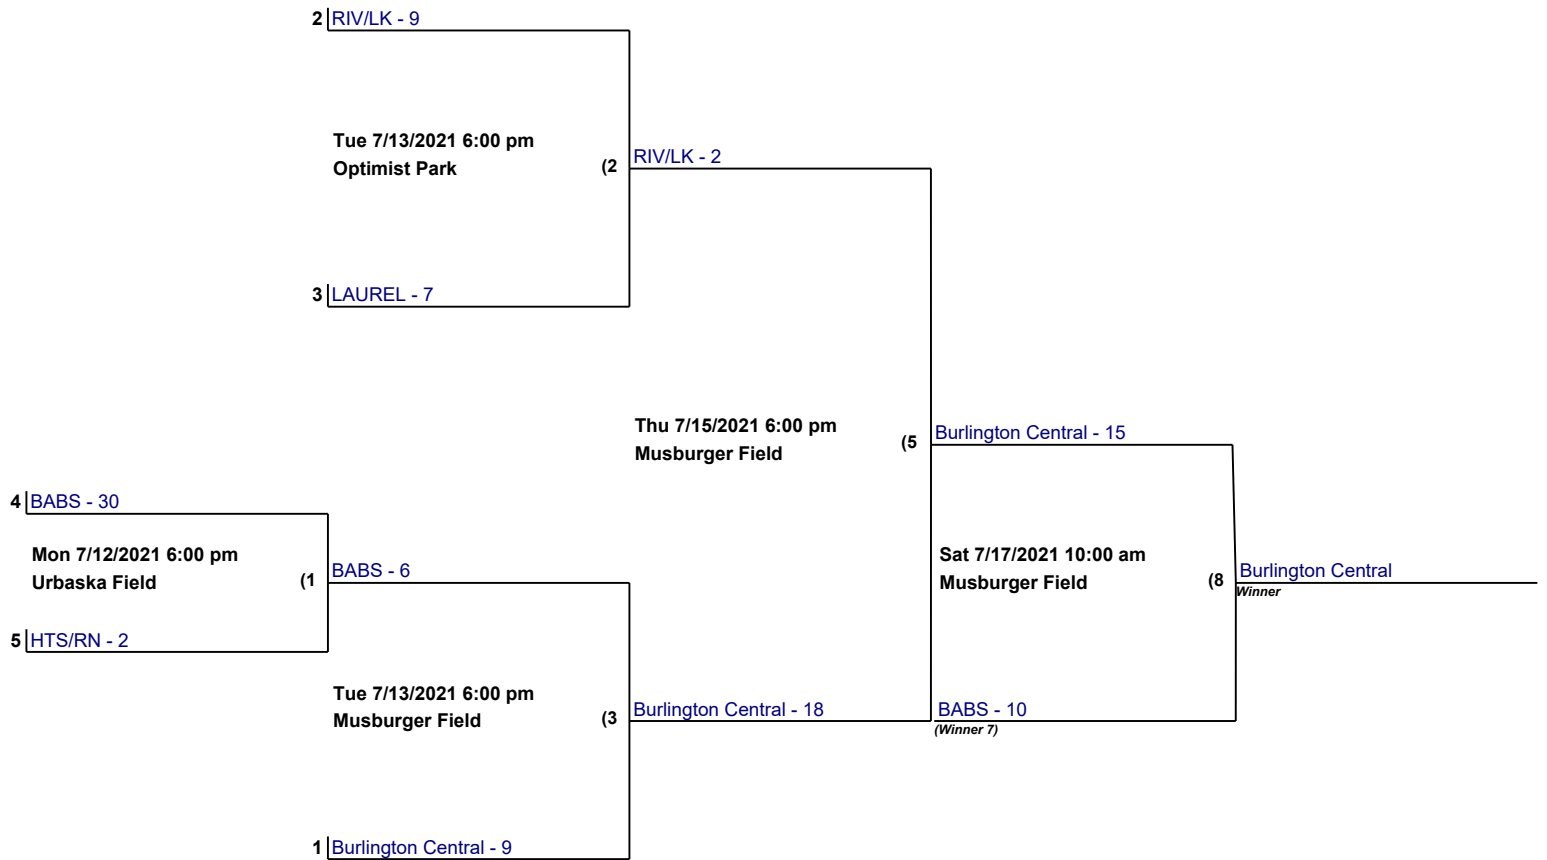 2 RIV/LK - 9
Tue 7/13/2021 6:00 pm
Optimist Park
(2
RIV/LK - 2
3 LAUREL - 7
Thu 7/15/2021 6:00 pm
Musburger Field
(5
Burlington Central - 15
4 BABS - 30
Mon 7/12/2021 6:00 pm
Urbaska Field
(1
BABS - 6
Sat 7/17/2021 10:00 am
Musburger Field
(8
Burlington Central
Winner
5 HTS/RN - 2
Tue 7/13/2021 6:00 pm
Musburger Field
(3
Burlington Central - 18
BABS - 10
(Winner 7)
1 Burlington Central - 9